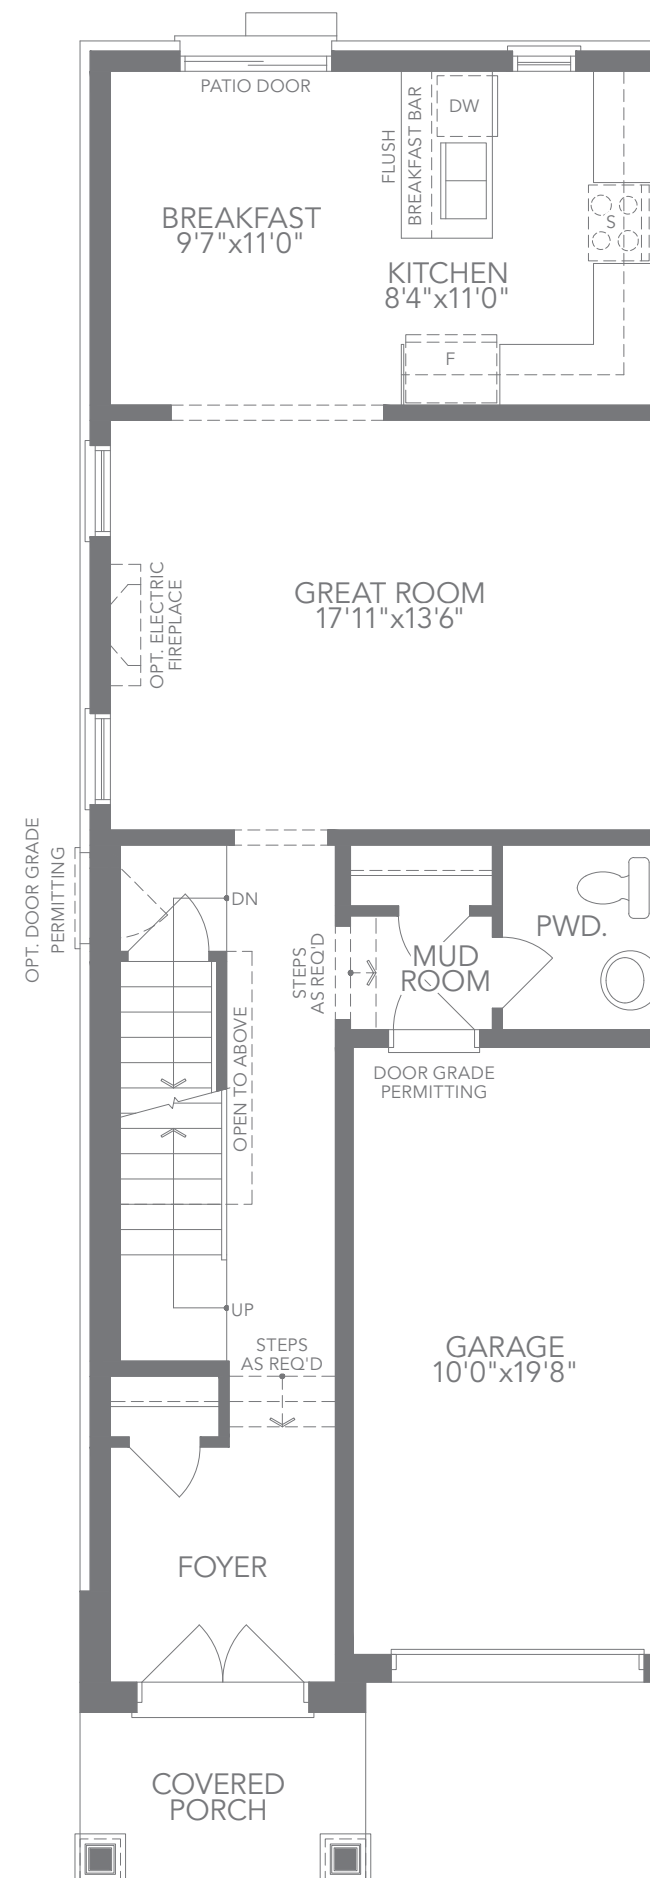 PATIO DOOR
FLUSH
BREAKFAST BAR
DW
BREAKFAST
9'7"x11'0"
S
KITCHEN
8'4"x11'0"
F
GREAT ROOM
17'11"x13'6"
OPT. ELECTRIC
FIREPLACE
OPT. DOOR GRADE
PERMITTING
DN
STEPS
AS REQ'D
MUD
ROOM
PWD.
OPEN TO ABOVE
DOOR GRADE
PERMITTING
UP
STEPS
AS REQ'D
GARAGE
10'0"x19'8"
FOYER
COVERED
PORCH